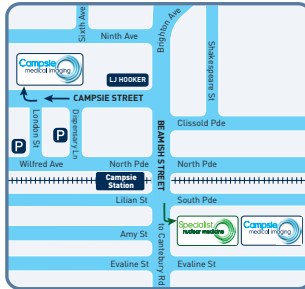 Sixth Ave
Brighton Ave
Ninth Ave
Shakespeare St
Campsie
medical imaging
LJ HOOKER
CAMPSIE STREET
London St
Dispensary Ln
P
P
BEAMISH STREET
Clissold Pde
Wilfred Ave
North Pde
North Pde
Campsie
Station
Lilian St
South Pde
Specialist
nuclear medicine
Campsie
medical imaging
Amy St
to Cantebury Rd
Evaline St
Evaline St